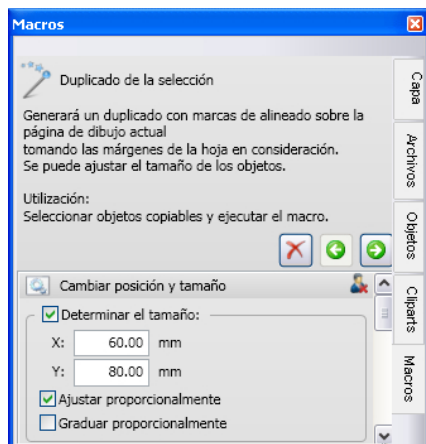 Macros
Duplicado de la selección
Generará un duplicado con marcas de alineado sobre la
página de dibujo actual
tomando las márgenes de la hoja en consideración.
Se puede ajustar el tamaño de los objetos.
Utilización:
Seleccionar objetos copiables y ejecutar el macro.
Cambiar posición y tamaño
Determinar el tamaño:
X: 60.00 mm
Y: 80.00 mm
Ajustar proporcionalmente
Graduar proporcionalmente
Capa
Archivos
Objetos
Cliparts
Macros